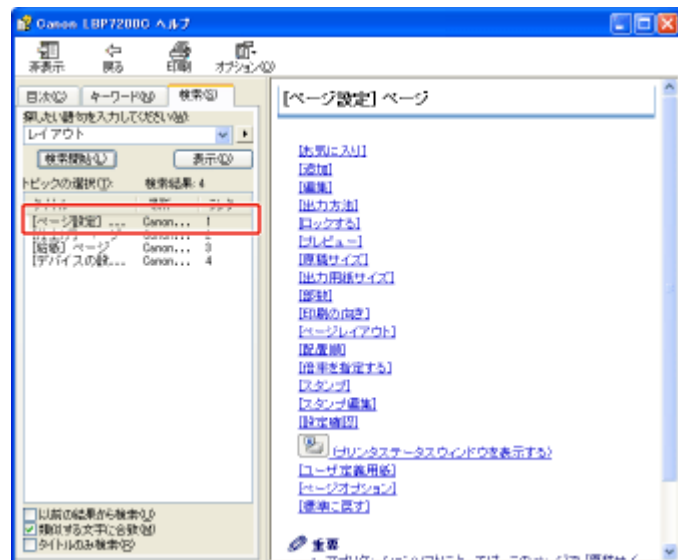 Canon LBP7200C ヘルプ
非表示 戻る 印刷 オプション(O)
目次(C) キーワード(N) 検索(S)
探したい語句を入力してください(W):
レイアウト
検索開始(L) 表示(D)
トピックの選択(T): 検索結果: 4
[ページ設定] ... Canon... 1
ページ 2
[給紙] ページ Canon... 3
[デバイスの設... Canon... 4
以前の結果から検索(U)
類似する文字に合致(M)
タイトルのみ検索(R)
[ページ設定] ページ
[お気に入り]
[追加]
[編集]
[出力方法]
[ロックする]
[プレビュー]
[原稿サイズ]
[出力用紙サイズ]
[部数]
[印刷の向き]
[ページレイアウト]
[配置順]
[倍率を指定する]
[スタンプ]
[スタンプ編集]
[設定確認]
(プリンタステータスウィンドウを表示する)
[ユーザ定義用紙]
[ページオプション]
[標準に戻す]
重要